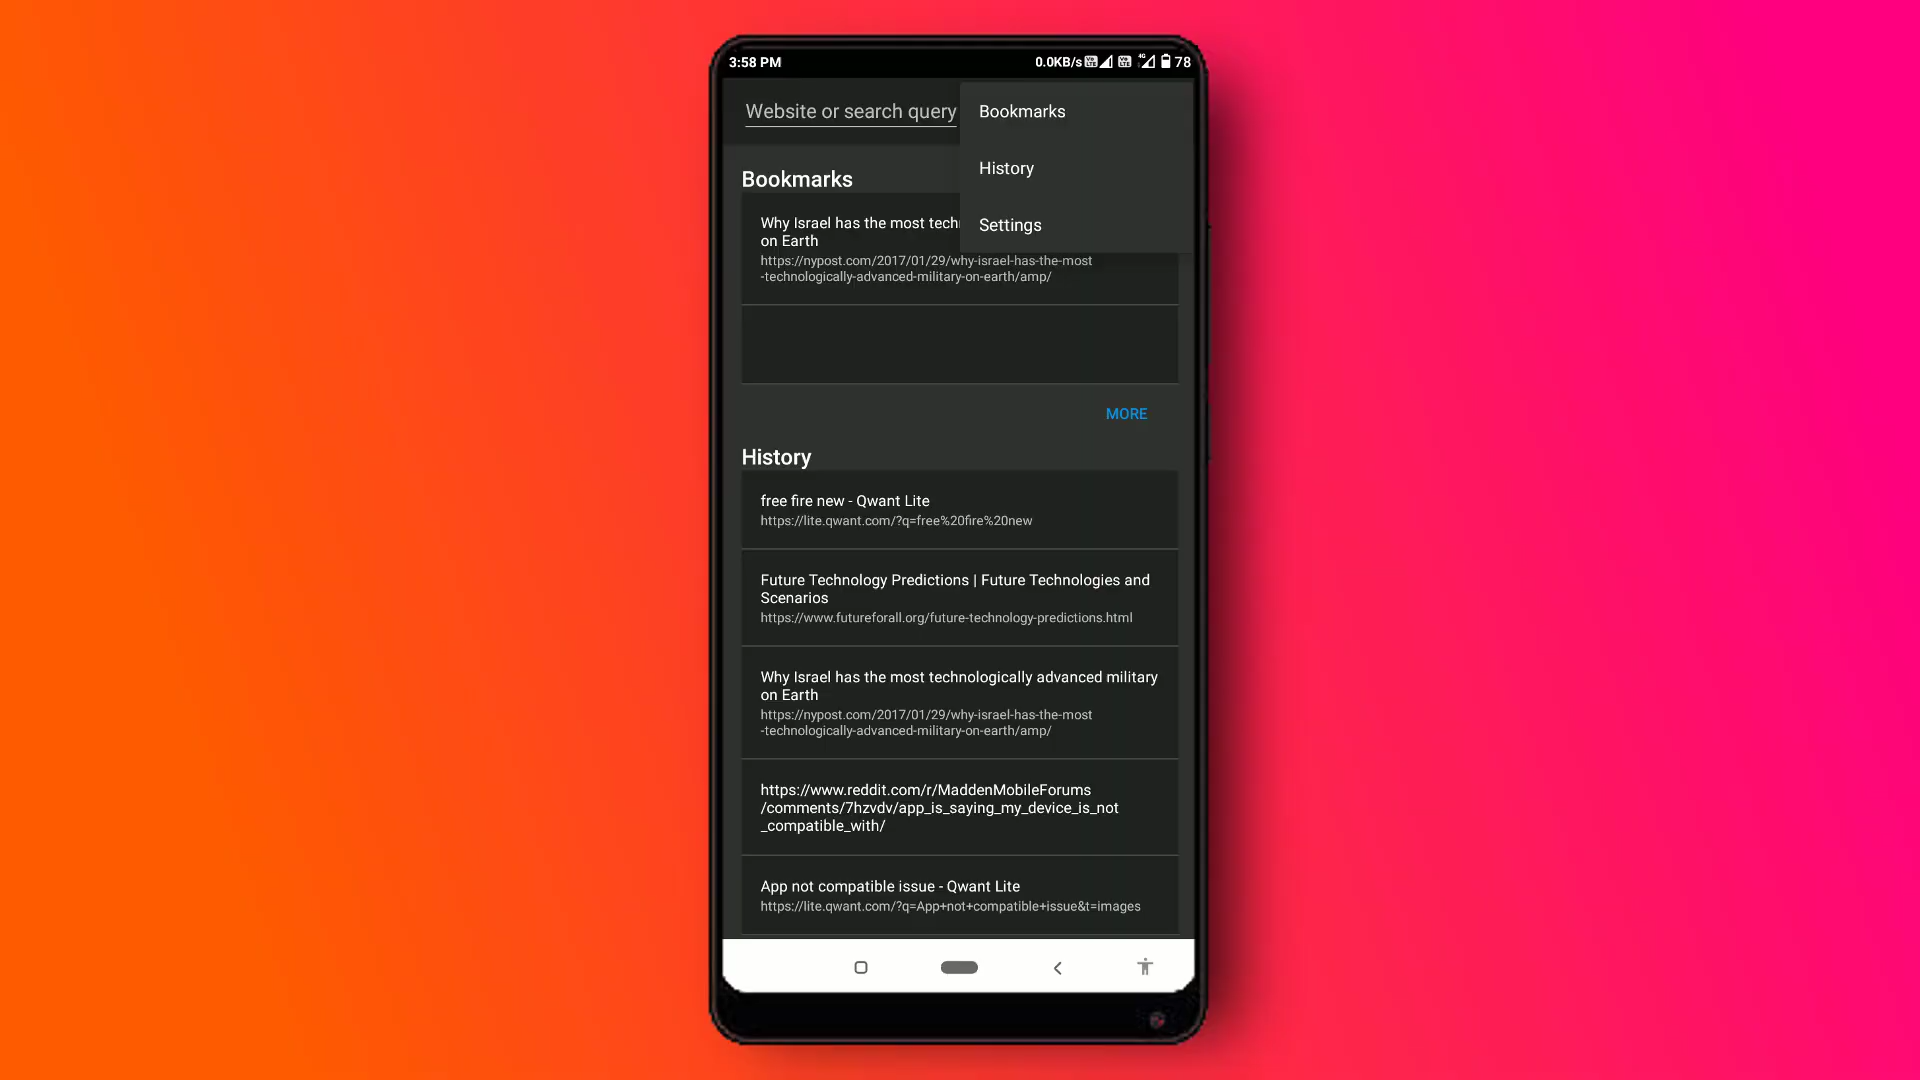 3:58 PM
0.0KB/s
4G
78
Website or search query
Bookmarks
History
Settings
Bookmarks
Why Israel has the most
on Earth
https://nypost.com/2017/01/29/why-israel-has-the-most
-technologically-advanced-military-on-earth/amp/
MORE
History
free fire new - Qwant Lite
https://lite.qwant.com/?q=free%20fire%20new
Future Technology Predictions | Future Technologies and
Scenarios
https://www.futureforall.org/future-technology-predictions.html
Why Israel has the most technologically advanced military
on Earth
https://nypost.com/2017/01/29/why-israel-has-the-most
-technologically-advanced-military-on-earth/amp/
https://www.reddit.com/r/MaddenMobileForums
/comments/7hzvdv/app_is_saying_my_device_is_not
_compatible_with/
App not compatible issue - Qwant Lite
https://lite.qwant.com/?q=App+not+compatible+issue&t=images